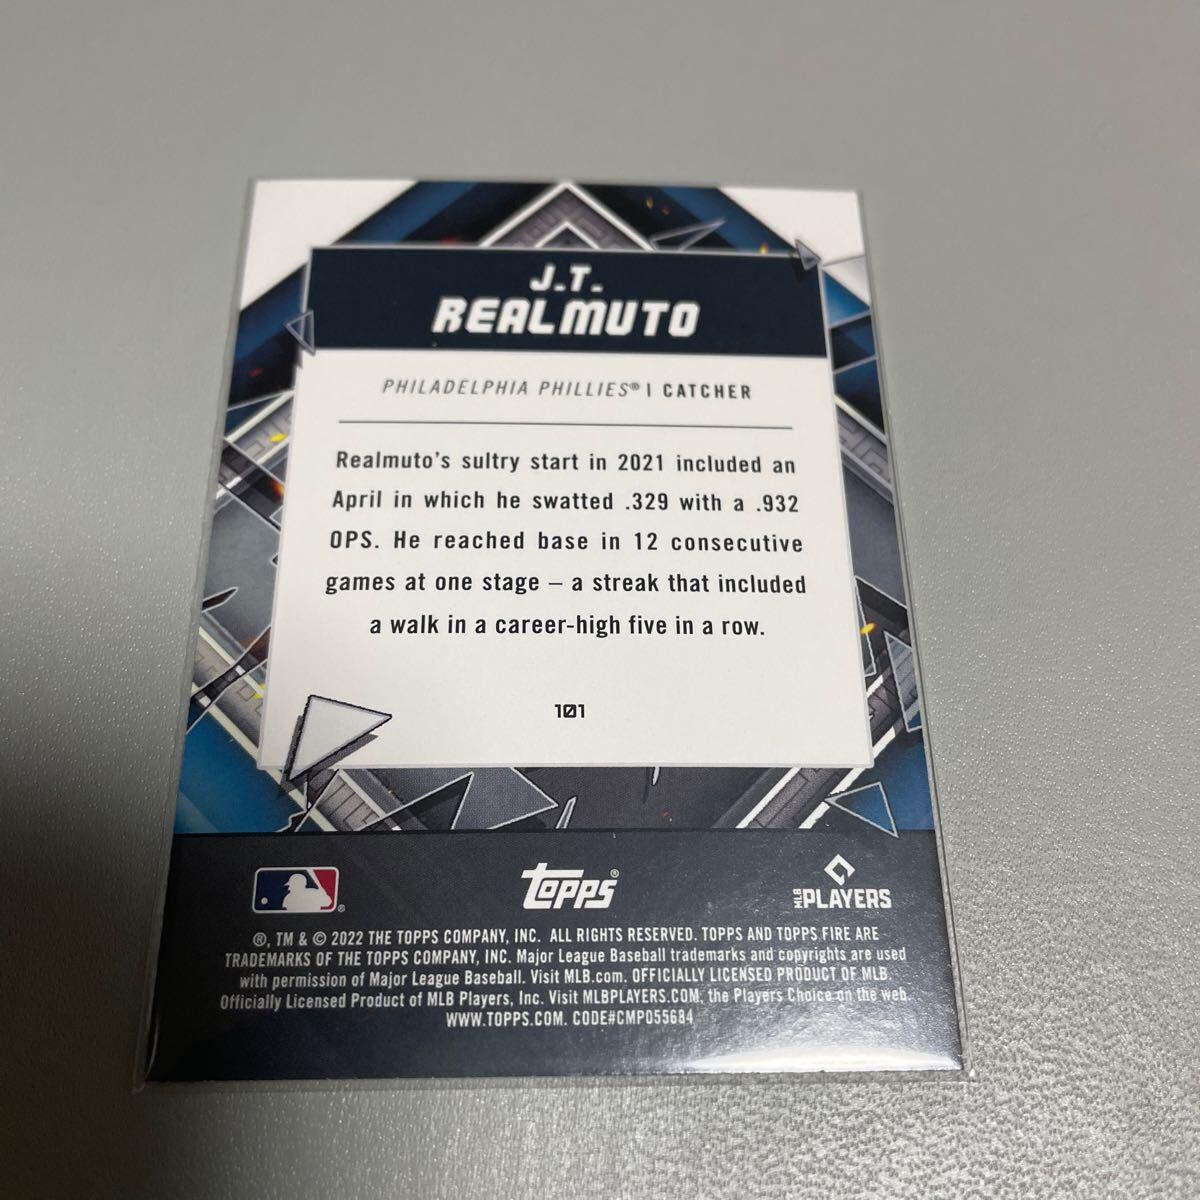 J.T.
REALMUTO
PHILADELPHIA PHILLIES® | CATCHER
Realmuto's sultry start in 2021 included an
April in which he swatted .329 with a .932
OPS. He reached base in 12 consecutive
games at one stage – a streak that included
a walk in a career-high five in a row.
101
®
topps®
MLB PLAYERS
®, TM & © 2022 THE TOPPS COMPANY, INC. ALL RIGHTS RESERVED. TOPPS AND TOPPS FIRE ARE
TRADEMARKS OF THE TOPPS COMPANY, INC. Major League Baseball trademarks and copyrights are used
with permission of Major League Baseball. Visit MLB.com. OFFICIALLY LICENSED PRODUCT OF MLB.
Officially Licensed Product of MLB Players, Inc. Visit MLBPLAYERS.COM, the Players Choice on the web.
WWW.TOPPS.COM. CODE#CMP055684